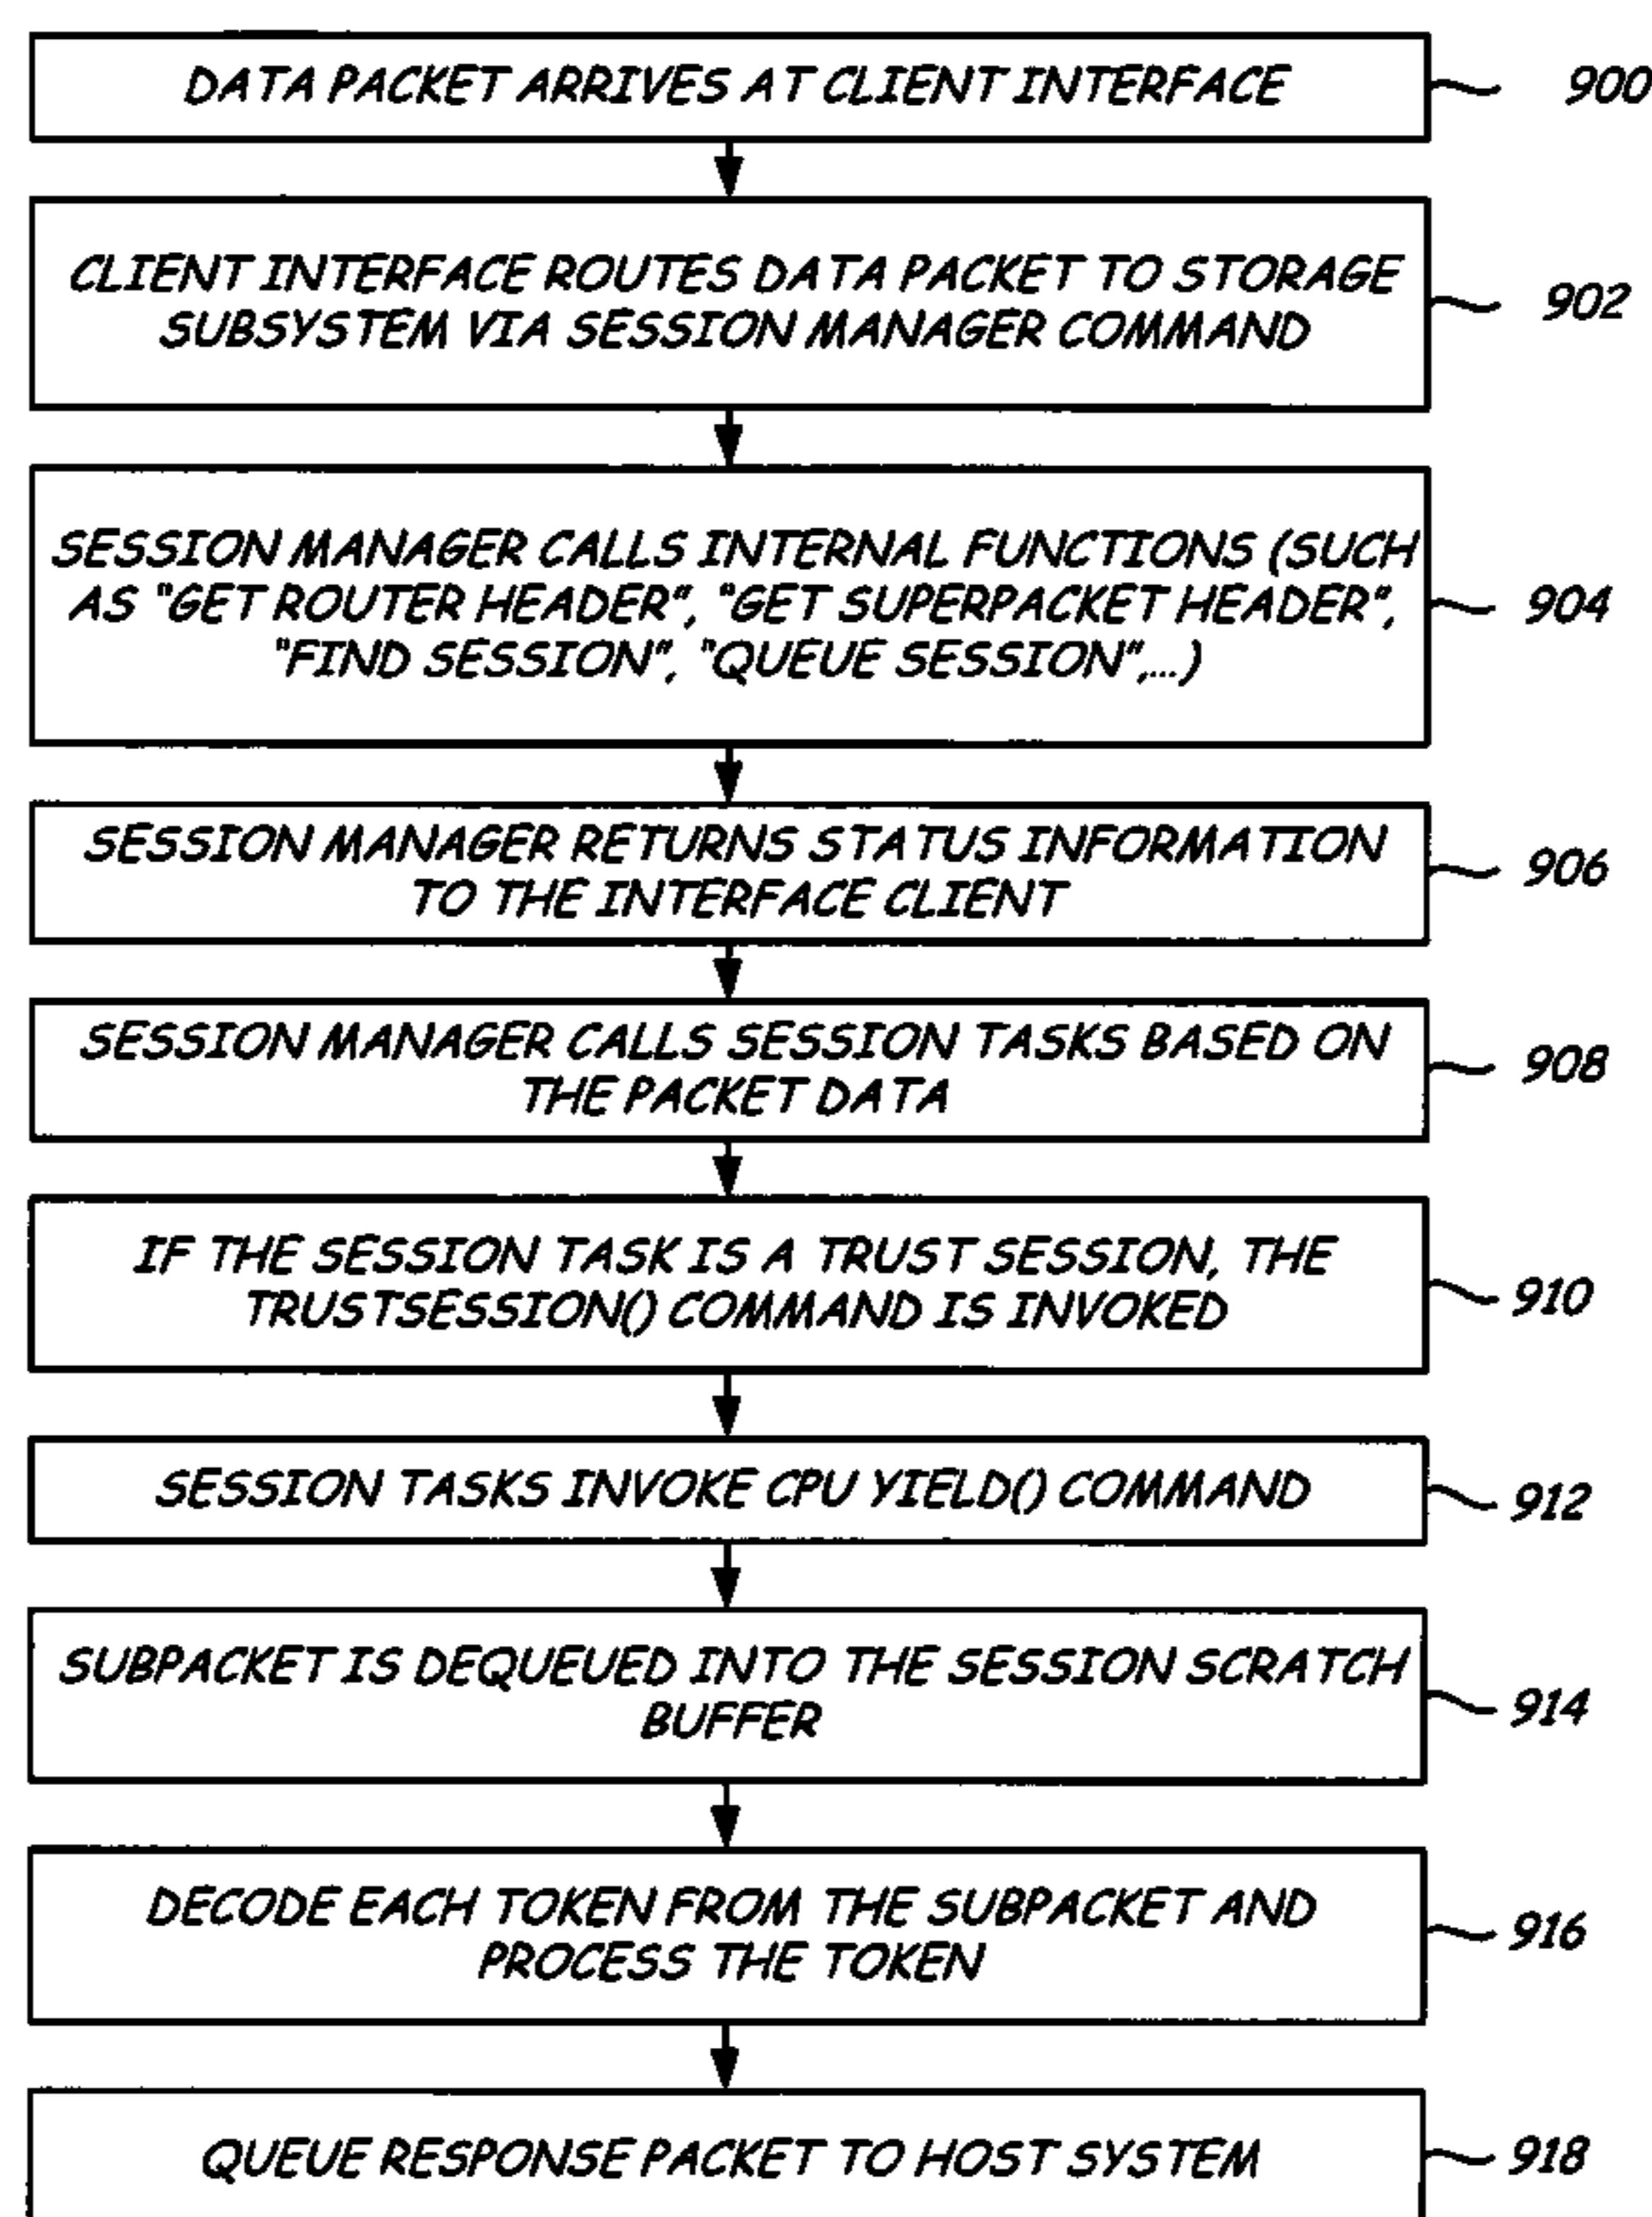 DATA PACKET ARRIVES AT CLIENT INTERFACE
900
CLIENT INTERFACE ROUTES DATA PACKET TO STORAGE
SUBSYSTEM VIA SESSION MANAGER COMMAND
902
SESSION MANAGER CALLS INTERNAL FUNCTIONS (SUCH
AS "GET ROUTER HEADER", "GET SUPERPACKET HEADER",
"FIND SESSION", "QUEUE SESSION",...)
904
SESSION MANAGER RETURNS STATUS INFORMATION
TO THE INTERFACE CLIENT
906
SESSION MANAGER CALLS SESSION TASKS BASED ON
THE PACKET DATA
908
IF THE SESSION TASK IS A TRUST SESSION, THE
TRUSTSESSION() COMMAND IS INVOKED
910
SESSION TASKS INVOKE CPU YIELD() COMMAND
912
SUBPACKET IS DEQUEUED INTO THE SESSION SCRATCH
BUFFER
914
DECODE EACH TOKEN FROM THE SUBPACKET AND
PROCESS THE TOKEN
916
QUEUE RESPONSE PACKET TO HOST SYSTEM
918